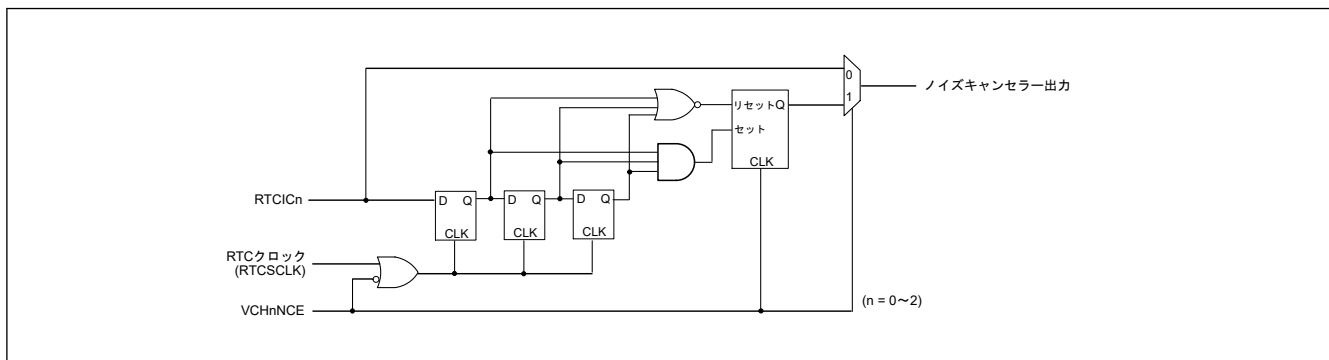 0
ノイズキャンセラー出力
1
リセット Q
セット
CLK
RTCICn
D Q
D Q
D Q
CLK
CLK
CLK
RTCクロック
(RTCSCLK)
VCHnNCE
(n = 0～2)